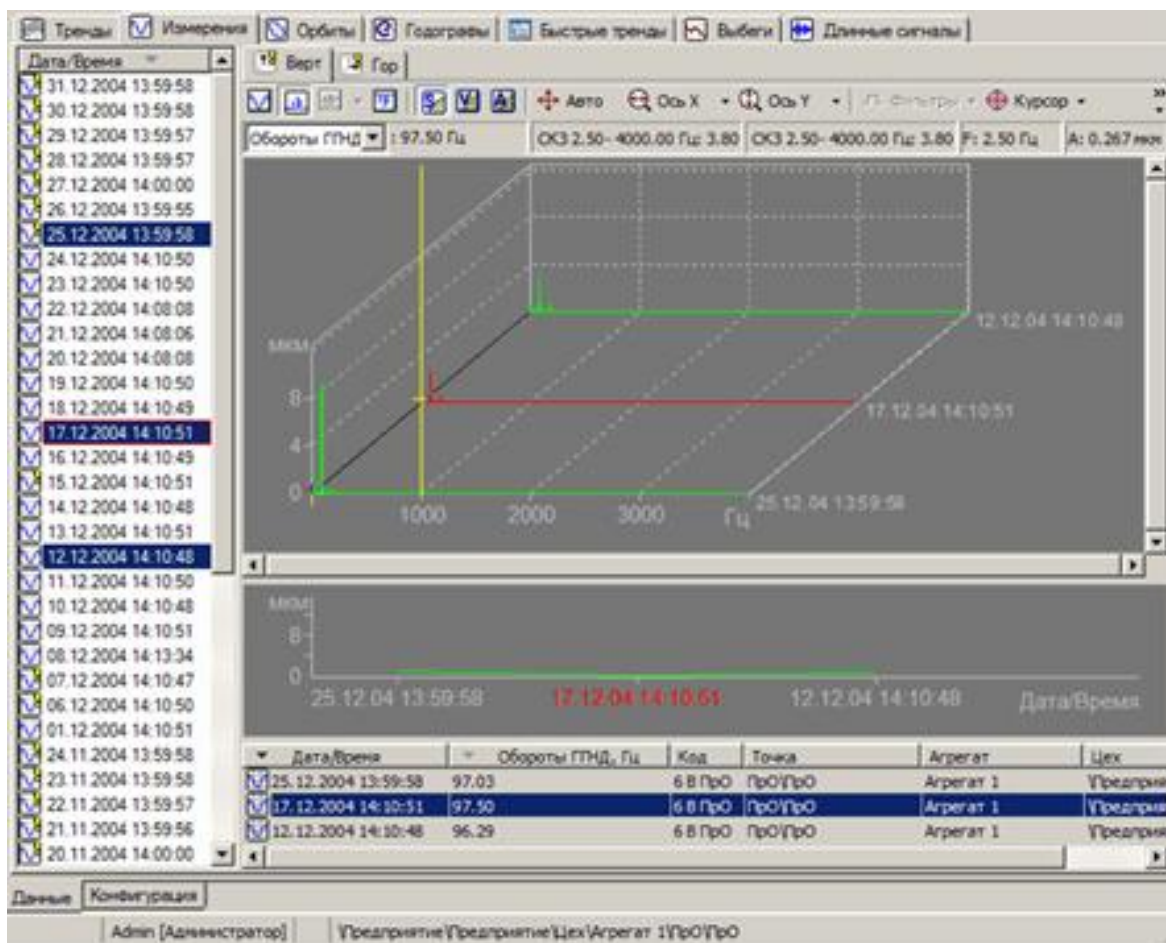 Тренды Измерения Орбиты Годографы Быстрые тренды Выбеги Длинные сигналы
Дата/Время
31.12.2004 13:59:58
30.12.2004 13:59:58
29.12.2004 13:59:57
28.12.2004 13:59:57
27.12.2004 14:00:00
26.12.2004 13:59:55
25.12.2004 13:59:58
24.12.2004 14:10:50
23.12.2004 14:10:50
22.12.2004 14:08:08
21.12.2004 14:08:06
20.12.2004 14:08:08
19.12.2004 14:10:50
18.12.2004 14:10:49
17.12.2004 14:10:51
16.12.2004 14:10:49
15.12.2004 14:10:51
14.12.2004 14:10:48
13.12.2004 14:10:51
12.12.2004 14:10:48
11.12.2004 14:10:50
10.12.2004 14:10:48
09.12.2004 14:10:51
08.12.2004 14:13:34
07.12.2004 14:10:47
06.12.2004 14:10:50
01.12.2004 14:10:51
24.11.2004 13:59:58
23.11.2004 13:59:58
22.11.2004 13:59:57
21.11.2004 13:59:56
20.11.2004 14:00:00
Верт Гор
Авто Ось X Ось Y Фильтры Курсор »
Обороты ГТНД : 97.50 Гц СКЗ 2.50- 4000.00 Гц: 3.80 СКЗ 2.50- 4000.00 Гц: 3.80 F: 2.50 Гц A: 0.267 мкм
12.12.04 14:10:48
мкм
8
17.12.04 14:10:51
4
0
25.12.04 13:59:58
1000 2000 3000 Гц
мкм
8
0
25.12.04 13:59:58 17.12.04 14:10:51 12.12.04 14:10:48 Дата/Время
Дата/Время Обороты ГТНД, Гц Код Точка Агрегат Цех
25.12.2004 13:59:58 97.03 6 В ПрО ПрО\ПрО Агрегат 1 \Предприя
17.12.2004 14:10:51 97.50 6 В ПрО ПрО\ПрО Агрегат 1 \Предприя
12.12.2004 14:10:48 96.29 6 В ПрО ПрО\ПрО Агрегат 1 \Предприя
Данные Конфигурация
Admin [Администратор] \Предприятие\Предприятие\Цех\Агрегат 1\ПрО\ПрО